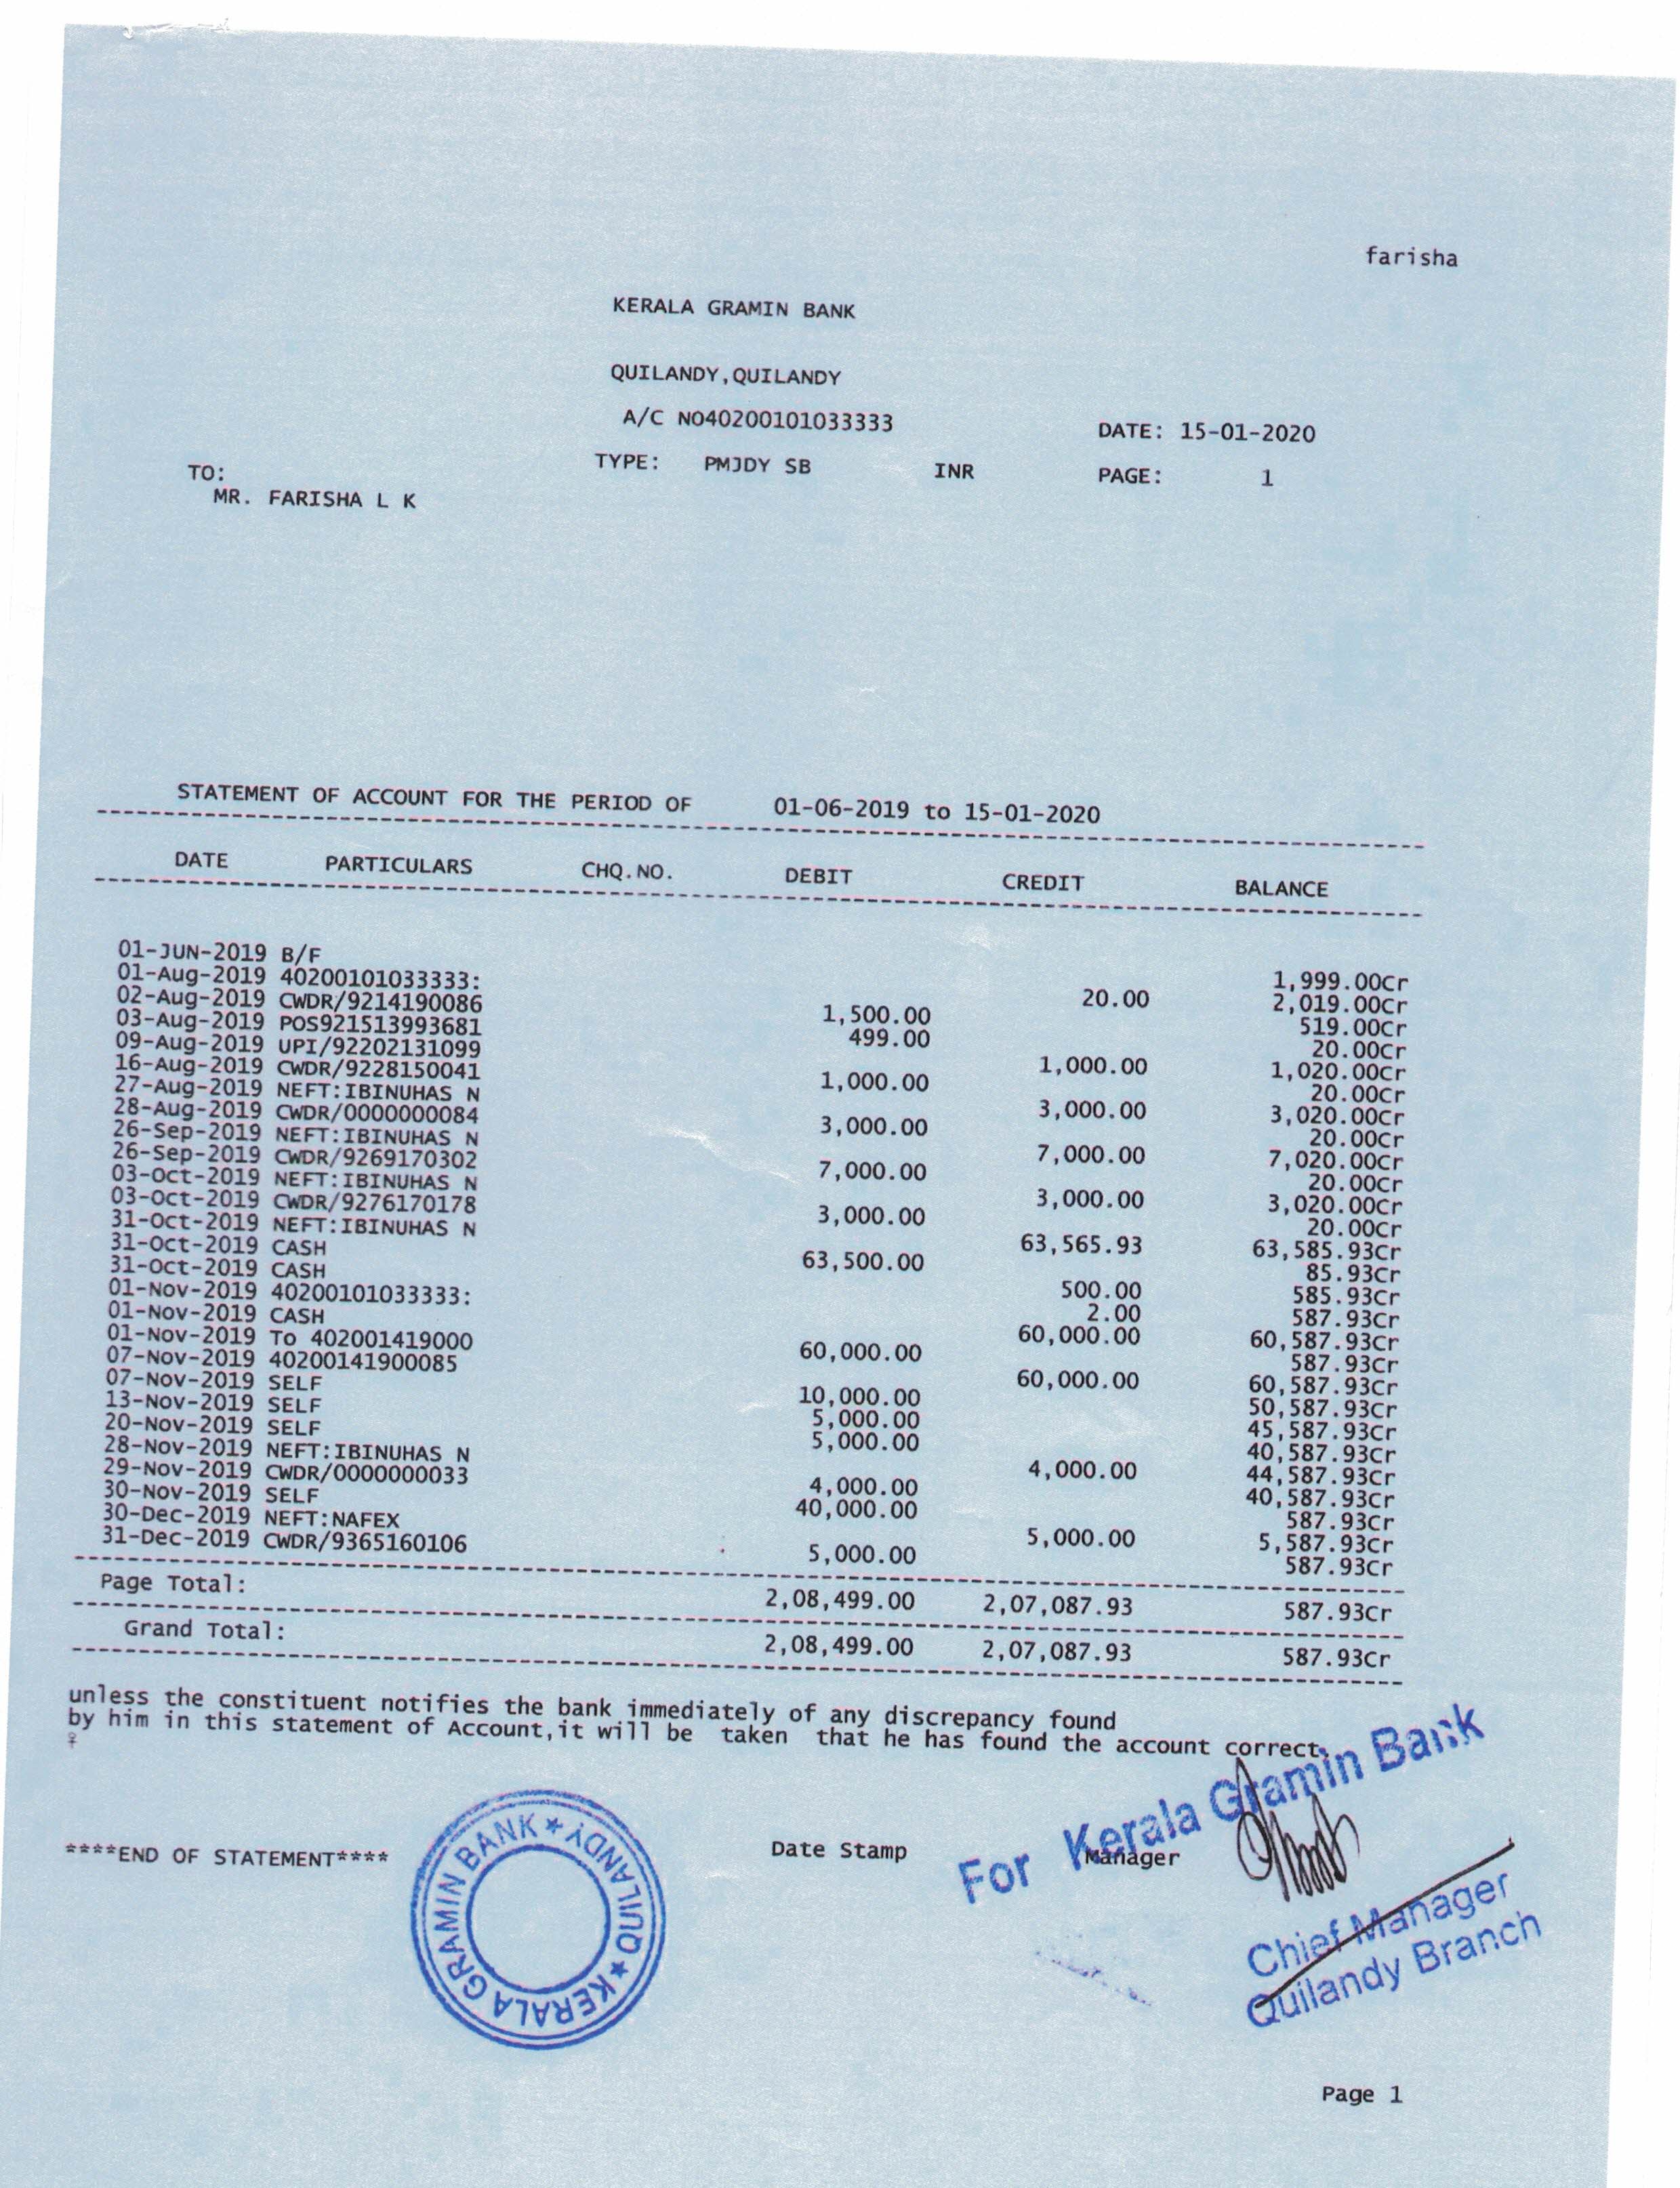 farisha
KERALA GRAMIN BANK
QUILANDY,QUILANDY
A/C NO40200101033333 DATE: 15-01-2020
TYPE: PMJDY SB INR PAGE: 1
TO:
MR. FARISHA L K
STATEMENT OF ACCOUNT FOR THE PERIOD OF 01-06-2019 to 15-01-2020
DATE PARTICULARS CHQ.NO. DEBIT CREDIT BALANCE
01-JUN-2019 B/F 1,999.00Cr
01-Aug-2019 40200101033333: 20.00 2,019.00Cr
02-Aug-2019 CWDR/9214190086 1,500.00 519.00Cr
03-Aug-2019 POS921513993681 499.00 20.00Cr
09-Aug-2019 UPI/92202131099 1,000.00 1,020.00Cr
16-Aug-2019 CWDR/9228150041 1,000.00 20.00Cr
27-Aug-2019 NEFT:IBINUHAS N 3,000.00 3,020.00Cr
28-Aug-2019 CWDR/0000000084 3,000.00 20.00Cr
26-Sep-2019 NEFT:IBINUHAS N 7,000.00 7,020.00Cr
26-Sep-2019 CWDR/9269170302 7,000.00 20.00Cr
03-Oct-2019 NEFT:IBINUHAS N 3,000.00 3,020.00Cr
03-Oct-2019 CWDR/9276170178 3,000.00 20.00Cr
31-Oct-2019 NEFT:IBINUHAS N 63,565.93 63,585.93Cr
31-Oct-2019 CASH 63,500.00 85.93Cr
31-Oct-2019 CASH 500.00 585.93Cr
01-Nov-2019 40200101033333: 2.00 587.93Cr
01-Nov-2019 CASH 60,000.00 60,587.93Cr
01-Nov-2019 To 402001419000 60,000.00 587.93Cr
07-Nov-2019 40200141900085 60,000.00 60,587.93Cr
07-Nov-2019 SELF 10,000.00 50,587.93Cr
13-Nov-2019 SELF 5,000.00 45,587.93Cr
20-Nov-2019 SELF 5,000.00 40,587.93Cr
28-Nov-2019 NEFT:IBINUHAS N 4,000.00 44,587.93Cr
29-Nov-2019 CWDR/0000000033 4,000.00 40,587.93Cr
30-Nov-2019 SELF 40,000.00 587.93Cr
30-Dec-2019 NEFT:NAFEX 5,000.00 5,587.93Cr
31-Dec-2019 CWDR/9365160106 5,000.00 587.93Cr
Page Total: 2,08,499.00 2,07,087.93 587.93Cr
Grand Total: 2,08,499.00 2,07,087.93 587.93Cr
unless the constituent notifies the bank immediately of any discrepancy found
by him in this statement of Account,it will be taken that he has found the account correct.
♀
****END OF STATEMENT**** Date Stamp Manager
KERALA GRAMIN BANK ★ QUILANDY ★
For Kerala Gramin Bank
Chief Manager
Quilandy Branch
Page 1